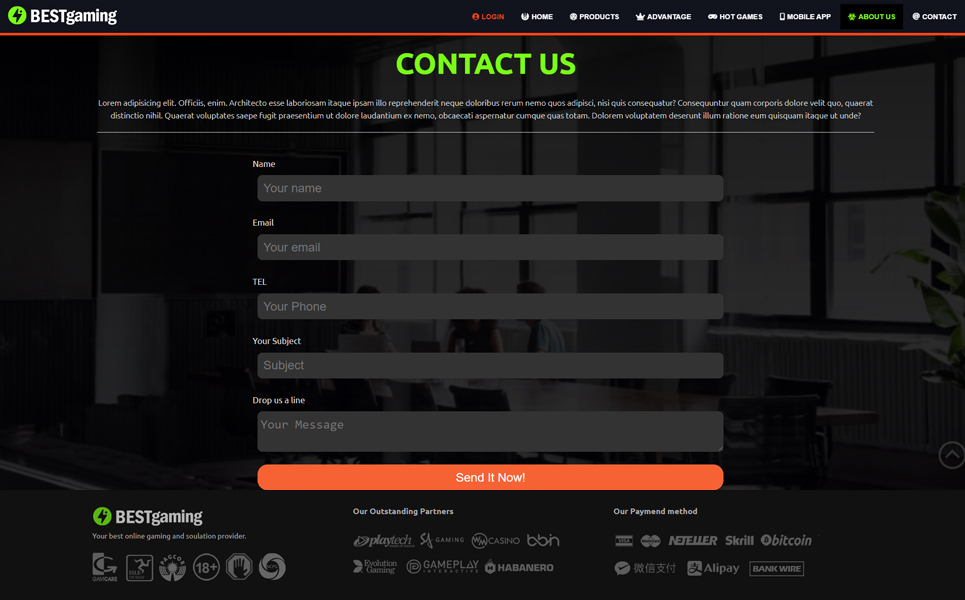 BESTgaming
LOGIN HOME PRODUCTS ADVANTAGE HOT GAMES MOBILE APP ABOUT US CONTACT
CONTACT US
Lorem adipisicing elit. Officiis, enim. Architecto esse laboriosam itaque ipsam illo reprehenderit neque doloribus rerum nemo quos adipisci, nisi quis consequatur? Consequuntur quam corporis dolore velit quo, quaerat
distinctio nihil. Quaerat voluptates saepe fugit praesentium ut dolore laudantium ex nemo, obcaecati aspernatur cumque quas totam. Dolorem voluptatem deserunt illum ratione eum quisquam itaque ut unde?
Name
Your name
Email
Your email
TEL
Your Phone
Your Subject
Subject
Drop us a line
Your Message
Send It Now!
BESTgaming
Your best online gaming and soulation provider.
GAMCARE
PAGCOR
18+
Our Outstanding Partners
playtech SA GAMING WM CASINO bbin
Evolution Gaming GAMEPLAY INTERACTIVE HABANERO
Our Paymend method
VISA NETELLER Skrill bitcoin
微信支付 Alipay BANK WIRE